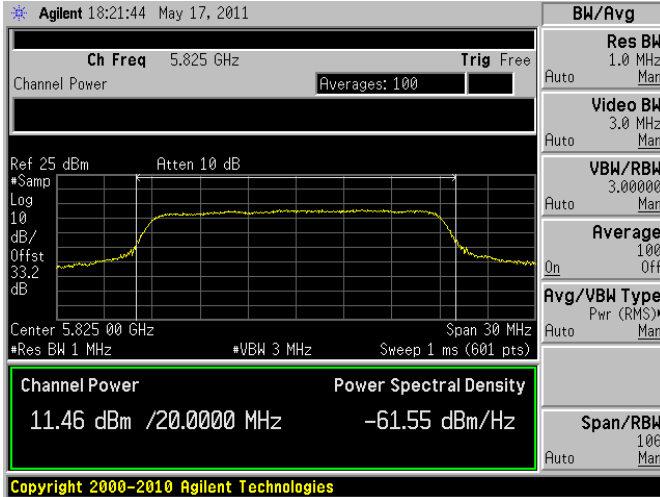 Agilent 18:21:44 May 17, 2011
BW/Avg
Ch Freq 5.825 GHz Trig Free
Channel Power Averages: 100
Res BW
1.0 MHz
Auto Man
Video BW
3.0 MHz
Auto Man
VBW/RBW
3.00000
Auto Man
Average
100
On Off
Avg/VBW Type
Pwr (RMS)
Auto Man
Span/RBW
106
Auto Man
Ref 25 dBm Atten 10 dB
#Samp
Log
10
dB/
Offst
33.2
dB
Center 5.825 00 GHz Span 30 MHz
#Res BW 1 MHz #VBW 3 MHz Sweep 1 ms (601 pts)
Channel Power Power Spectral Density
11.46 dBm /20.0000 MHz -61.55 dBm/Hz
Copyright 2000-2010 Agilent Technologies